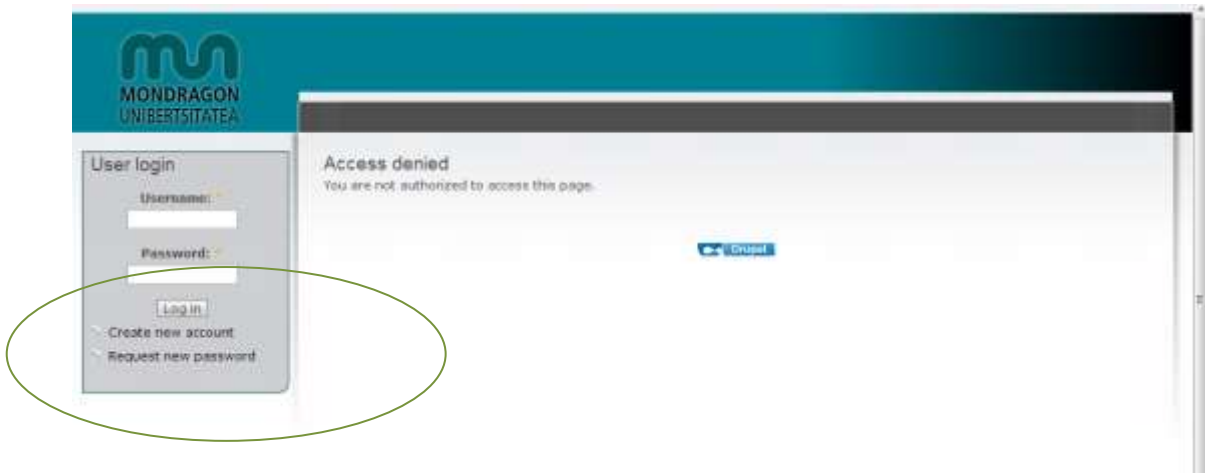 MONDRAGON
UNIBERTSITATEA
User login
Username: *
Password: *
Log in
Create new account
Request new password
Access denied
You are not authorized to access this page.
Drupal